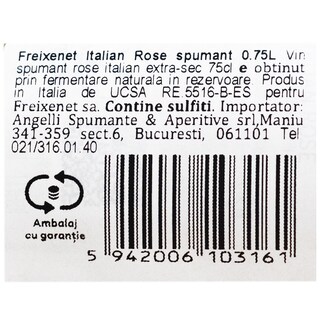 Freixenet Italian Rose spumant 0.75L Vin
spumant rose italian extra-sec 75cl e obtinut
prin fermentare naturala in rezervoare. Produs
in Italia de UCSA RE.5516-B-ES pentru
Freixenet sa. Contine sulfiti. Importator:
Angelli Spumante & Aperitive srl,Maniu
341-359 sect.6, Bucuresti, 061101 Tel
021/316.01.40
Ambalaj
cu garanție
5 942006 103161